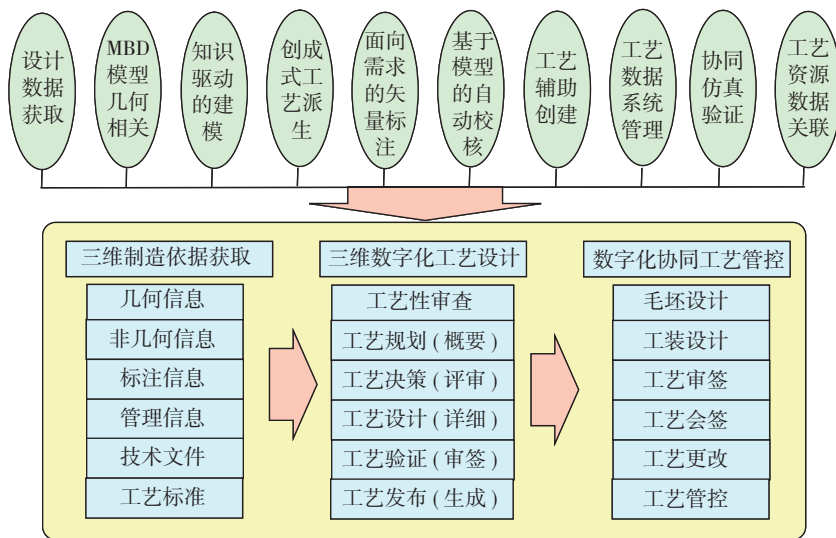 设计
数据
获取
MBD
模型
几何
相关
知识
驱动
的建
模
创成
式工
艺派
生
面向
需求
的矢
量标
注
基于
模型
的自
动校
核
工艺
辅助
创建
工艺
数据
系统
管理
协同
仿真
验证
工艺
资源
数据
关联
三维制造依据获取
几何信息
非几何信息
标注信息
管理信息
技术文件
工艺标准
三维数字化工艺设计
工艺性审查
工艺规划(概要)
工艺决策(评审)
工艺设计(详细)
工艺验证(审签)
工艺发布(生成)
数字化协同工艺管控
毛坯设计
工装设计
工艺审签
工艺会签
工艺更改
工艺管控